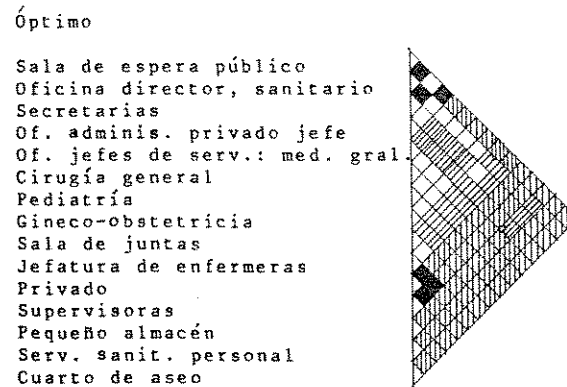 Óptimo
Sala de espera público
Oficina director, sanitario
Secretarias
Of. adminis. privado jefe
Of. jefes de serv.: med. gral.
Cirugía general
Pediatría
Gineco-obstetricia
Sala de juntas
Jefatura de enfermeras
Privado
Supervisoras
Pequeño almacén
Serv. sanit. personal
Cuarto de aseo